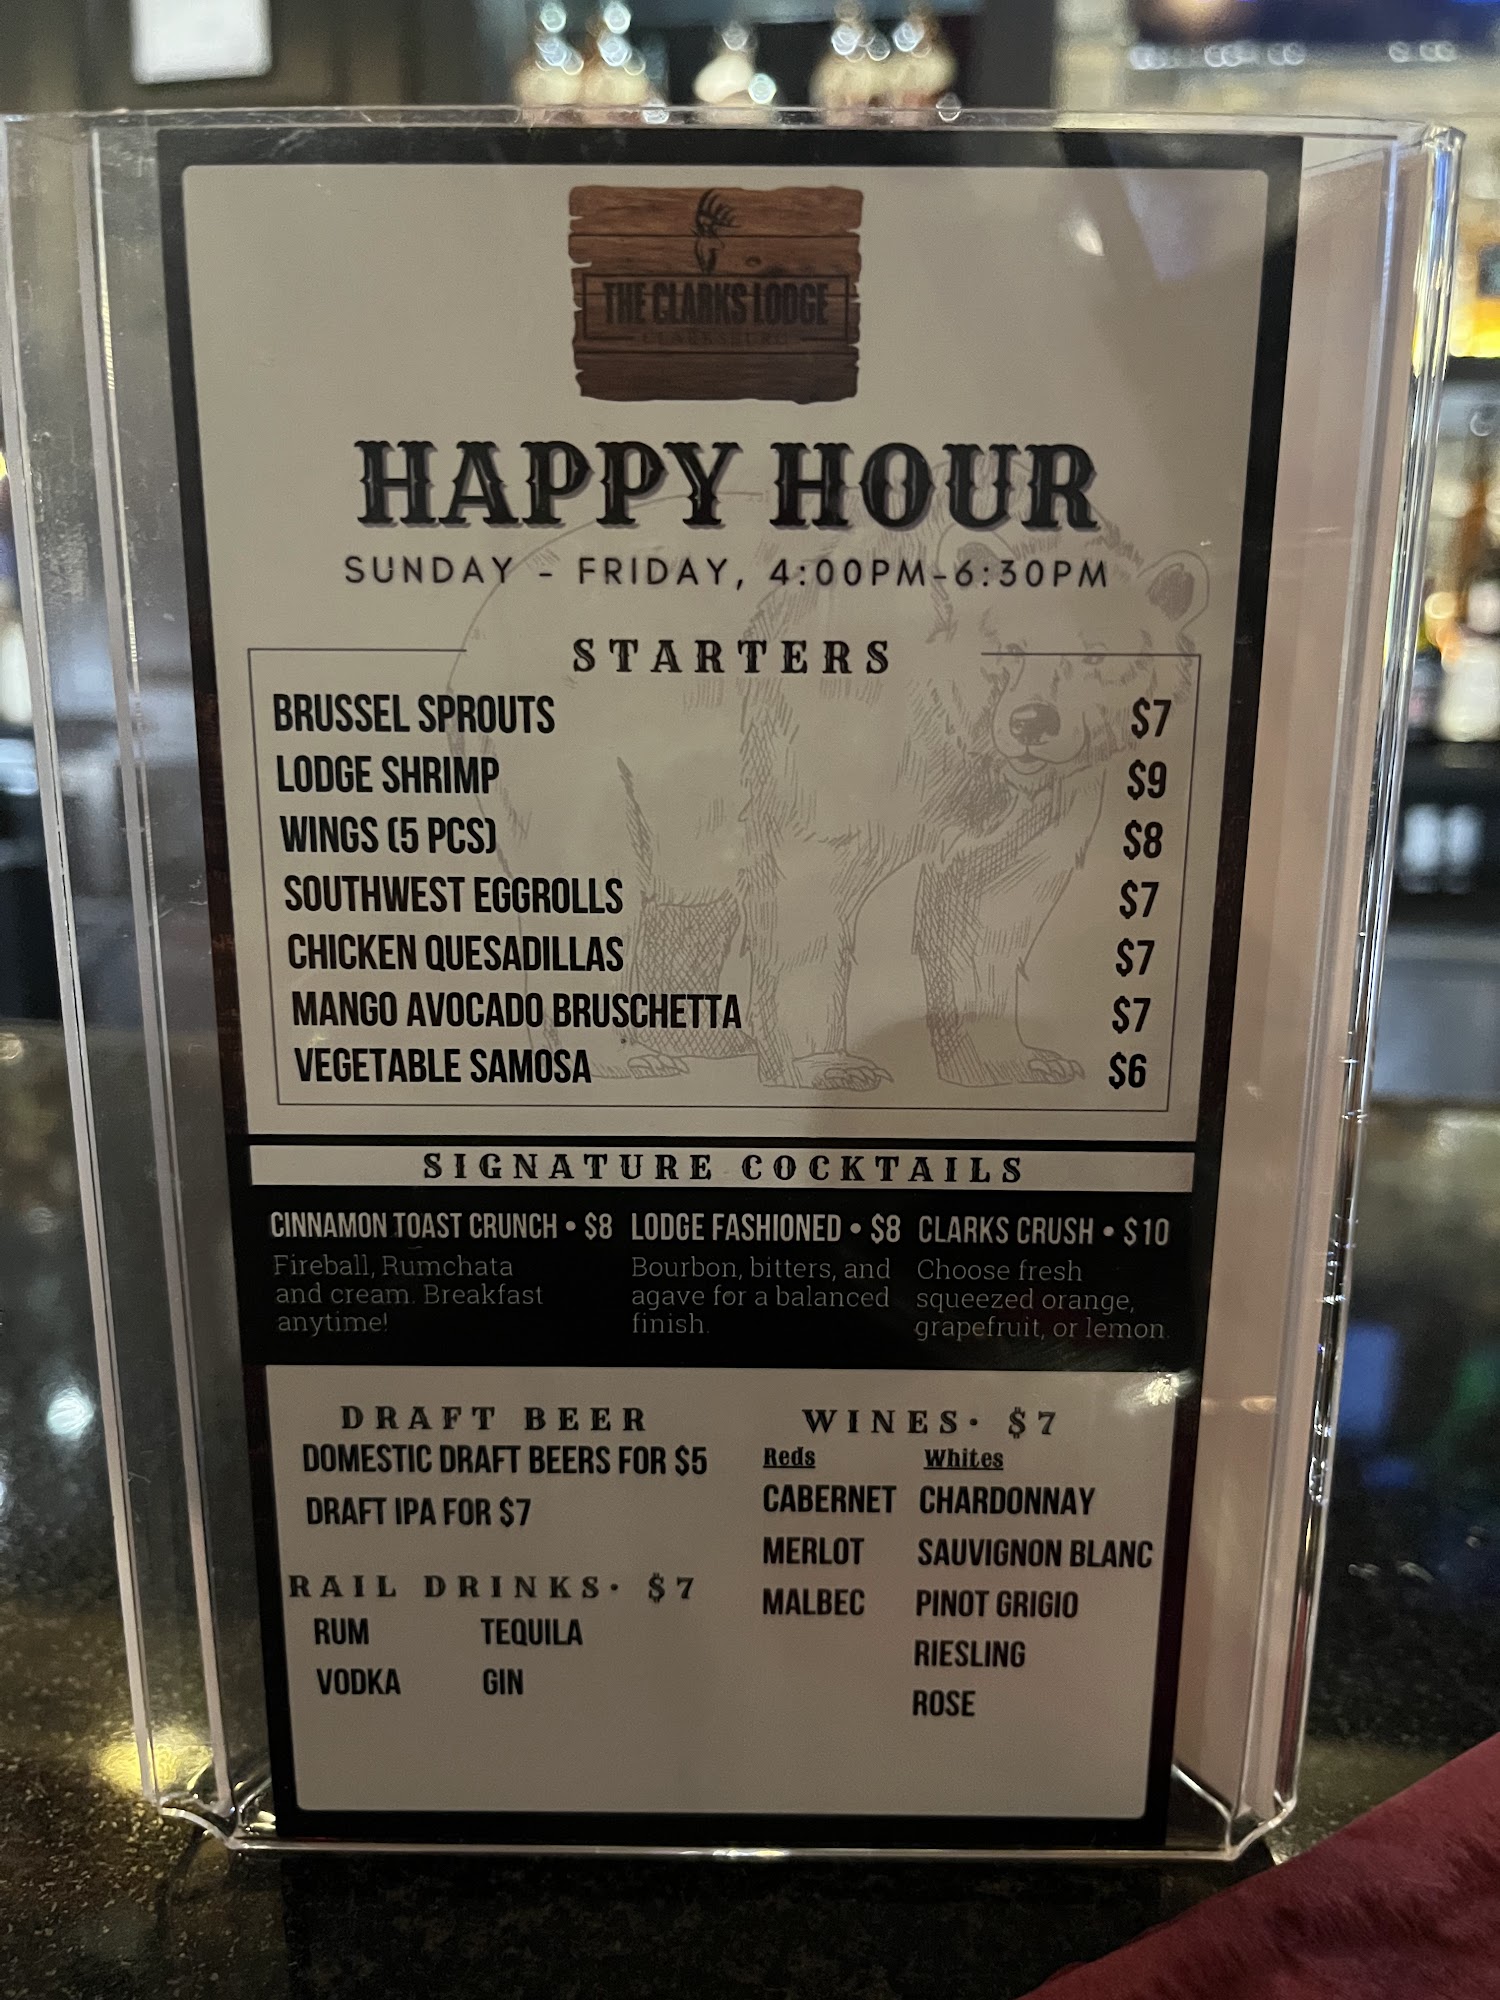 THE CLARKS LODGE
CLARKSBURG
HAPPY HOUR
SUNDAY - FRIDAY, 4:00PM-6:30PM
STARTERS
BRUSSEL SPROUTS $7
LODGE SHRIMP $9
WINGS (5 PCS) $8
SOUTHWEST EGGROLLS $7
CHICKEN QUESADILLAS $7
MANGO AVOCADO BRUSCHETTA $7
VEGETABLE SAMOSA $6
SIGNATURE COCKTAILS
CINNAMON TOAST CRUNCH • $8
Fireball, Rumchata
and cream. Breakfast
anytime!
LODGE FASHIONED • $8
Bourbon, bitters, and
agave for a balanced
finish.
CLARKS CRUSH • $10
Choose fresh
squeezed orange,
grapefruit, or lemon.
DRAFT BEER
DOMESTIC DRAFT BEERS FOR $5
DRAFT IPA FOR $7
RAIL DRINKS• $7
RUM TEQUILA
VODKA GIN
WINES• $7
Reds Whites
CABERNET CHARDONNAY
MERLOT SAUVIGNON BLANC
MALBEC PINOT GRIGIO
RIESLING
ROSE